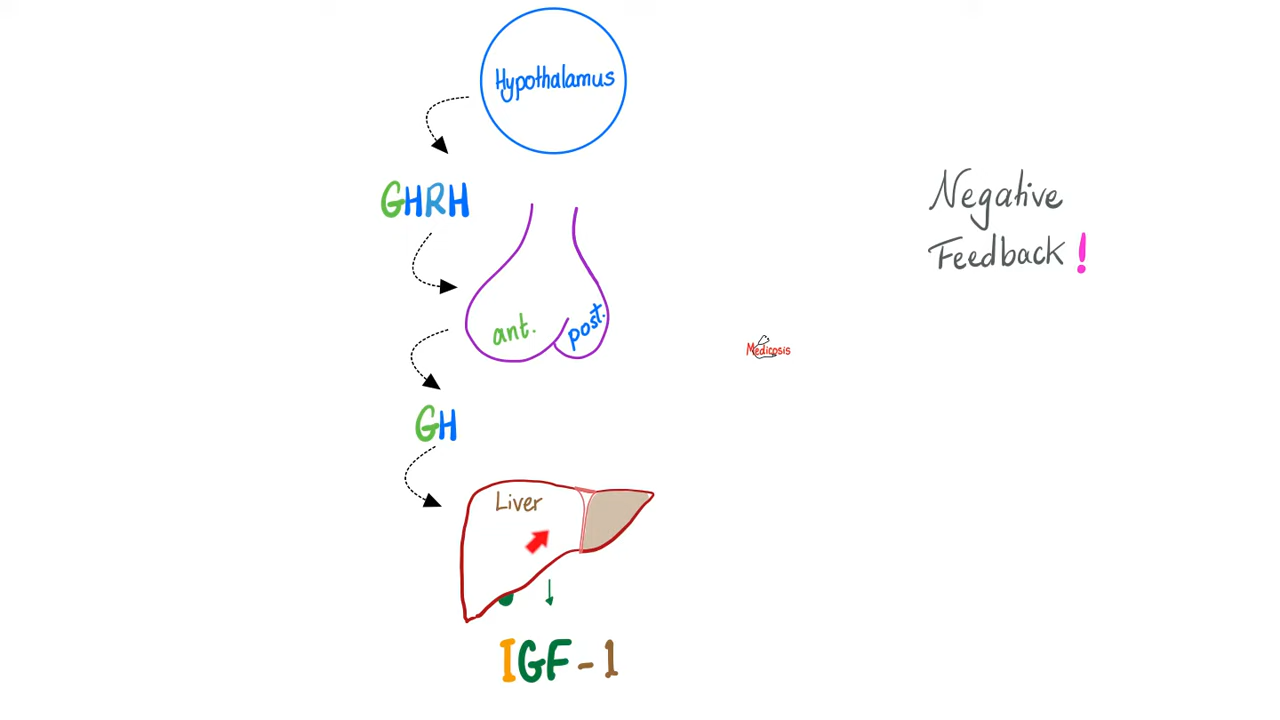 Hypothalamus
GHRH
Negative
Feedback!
ant.
post.
Medicosis
GH
Liver
IGF-1